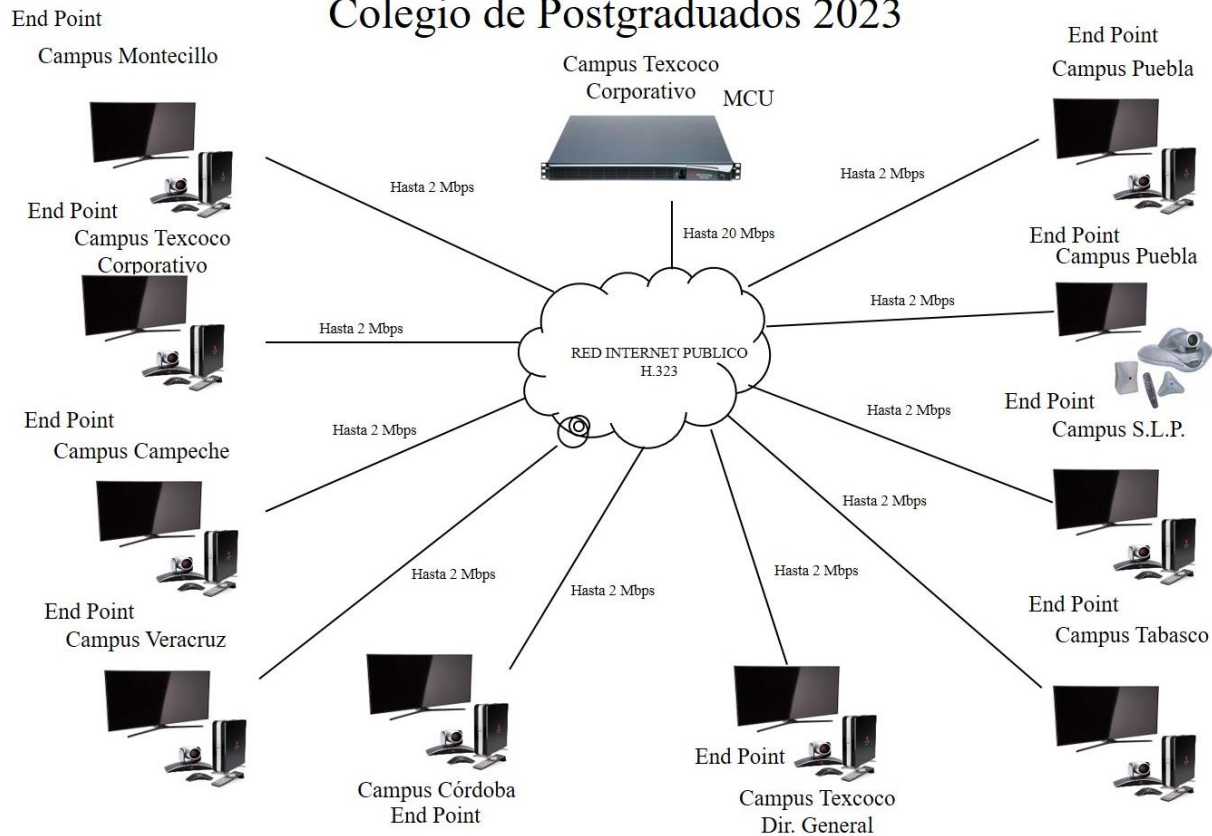 Colegio de Postgraduados 2023
End Point
Campus Montecillo
Campus Texcoco
Corporativo
MCU
End Point
Campus Puebla
Hasta 2 Mbps
Hasta 20 Mbps
Hasta 2 Mbps
End Point
Campus Texcoco
Corporativo
End Point
Campus Puebla
Hasta 2 Mbps
RED INTERNET PUBLICO
H.323
Hasta 2 Mbps
End Point
Campus Campeche
Hasta 2 Mbps
Hasta 2 Mbps
End Point
Campus S.L.P.
End Point
Campus Veracruz
Hasta 2 Mbps
Hasta 2 Mbps
Hasta 2 Mbps
Hasta 2 Mbps
End Point
Campus Tabasco
Campus Córdoba
End Point
End Point
Campus Texcoco
Dir. General